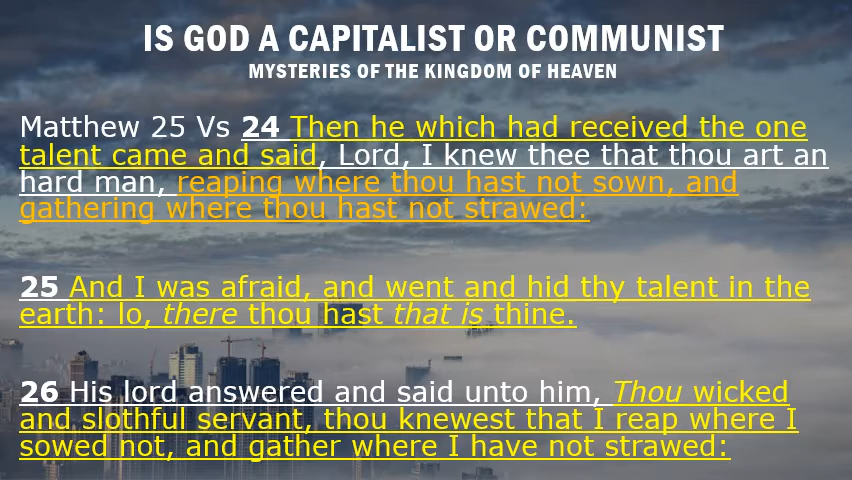 IS GOD A CAPITALIST OR COMMUNIST
MYSTERIES OF THE KINGDOM OF HEAVEN
Matthew 25 Vs 24 Then he which had received the one
talent came and said, Lord, I knew thee that thou art an
hard man, reaping where thou hast not sown, and
gathering where thou hast not strawed:
25 And I was afraid, and went and hid thy talent in the
earth: lo, there thou hast that is thine.
26 His lord answered and said unto him, Thou wicked
and slothful servant, thou knewest that I reap where I
sowed not, and gather where I have not strawed: